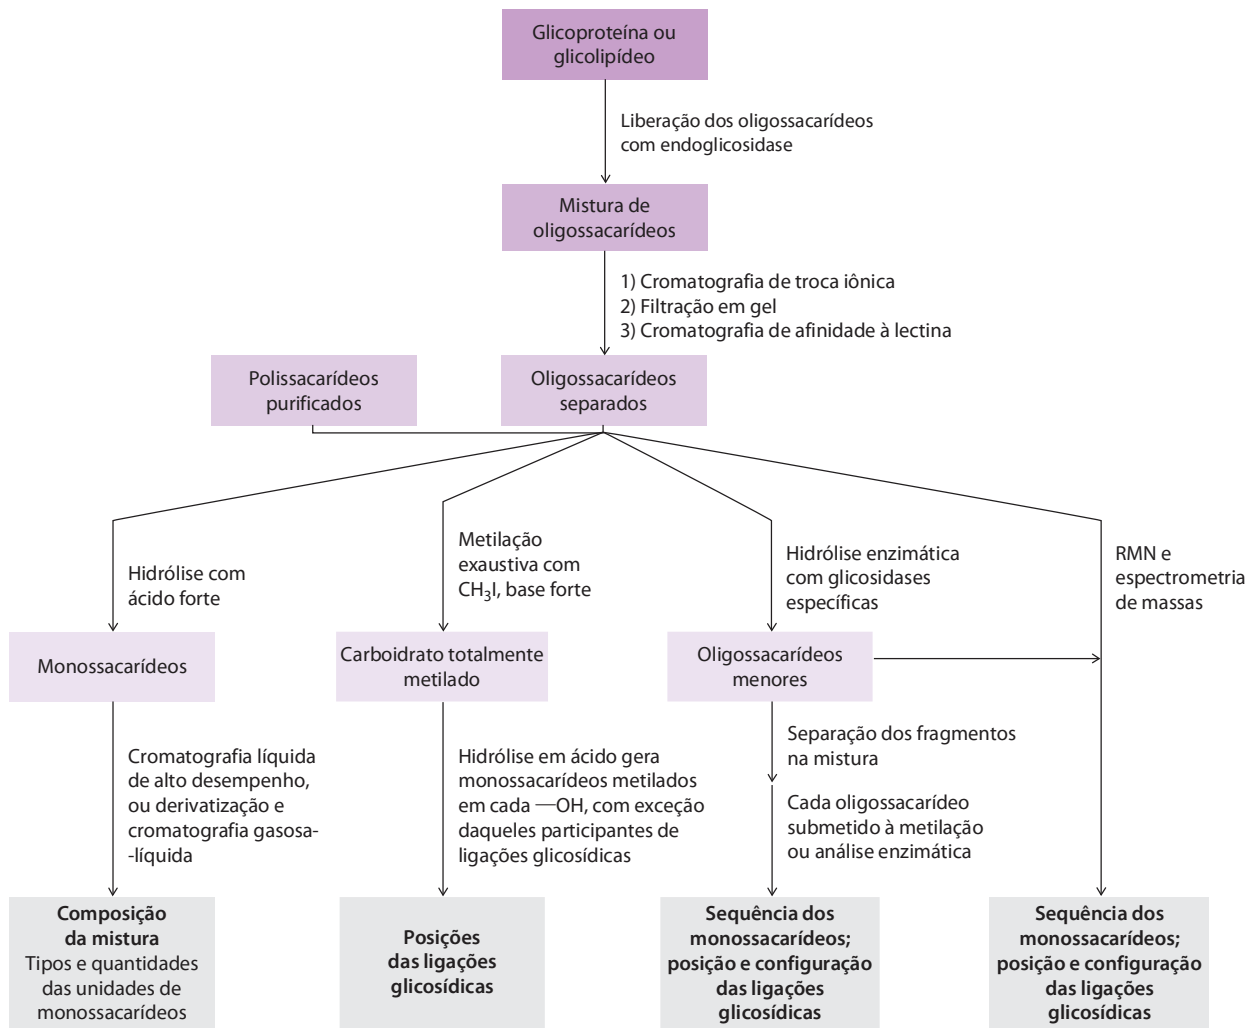 Glicoproteína ou
glicolipídeo
Liberação dos oligossacarídeos
com endoglicosidase
Mistura de
oligossacarídeos
1) Cromatografia de troca iônica
2) Filtração em gel
3) Cromatografia de afinidade à lectina
Polissacarídeos
purificados
Oligossacarídeos
separados
Hidrólise com
ácido forte
Metilação
exaustiva com
CH₃I, base forte
Hidrólise enzimática
com glicosidases
específicas
RMN e
espectrometria
de massas
Monossacarídeos
Carboidrato totalmente
metilado
Oligossacarídeos
menores
Cromatografia líquida
de alto desempenho,
ou derivatização e
cromatografia gasosa-
-líquida
Hidrólise em ácido gera
monossacarídeos metilados
em cada —OH, com exceção
daqueles participantes de
ligações glicosídicas
Separação dos fragmentos
na mistura
Cada oligossacarídeo
submetido à metilação
ou análise enzimática
Composição
da mistura
Tipos e quantidades
das unidades de
monossacarídeos
Posições
das ligações
glicosídicas
Sequência dos
monossacarídeos;
posição e configuração
das ligações
glicosídicas
Sequência dos
monossacarídeos;
posição e configuração
das ligações
glicosídicas